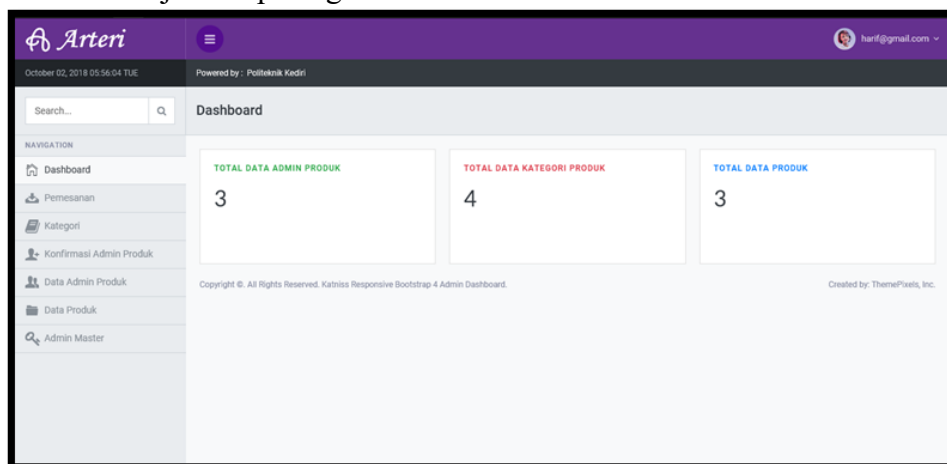 Arteri
harif@gmail.com
October 02, 2018 05:56:04 TUE
Powered by : Politeknik Kediri
Search...
Dashboard
NAVIGATION
Dashboard
Pemesanan
Kategori
Konfirmasi Admin Produk
Data Admin Produk
Data Produk
Admin Master
TOTAL DATA ADMIN PRODUK
3
TOTAL DATA KATEGORI PRODUK
4
TOTAL DATA PRODUK
3
Copyright ©. All Rights Reserved. Katniss Responsive Bootstrap 4 Admin Dashboard.
Created by: ThemePixels, Inc.